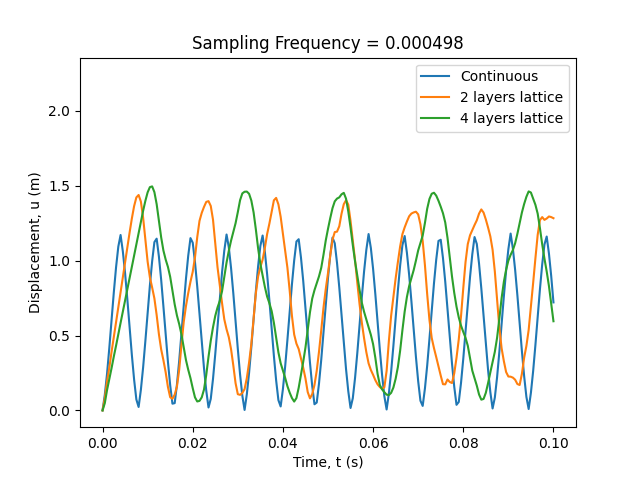 Sampling Frequency = 0.000498
Continuous
2 layers lattice
4 layers lattice
Displacement, u (m)
2.0
1.5
1.0
0.5
0.0
0.00 0.02 0.04 0.06 0.08 0.10
Time, t (s)